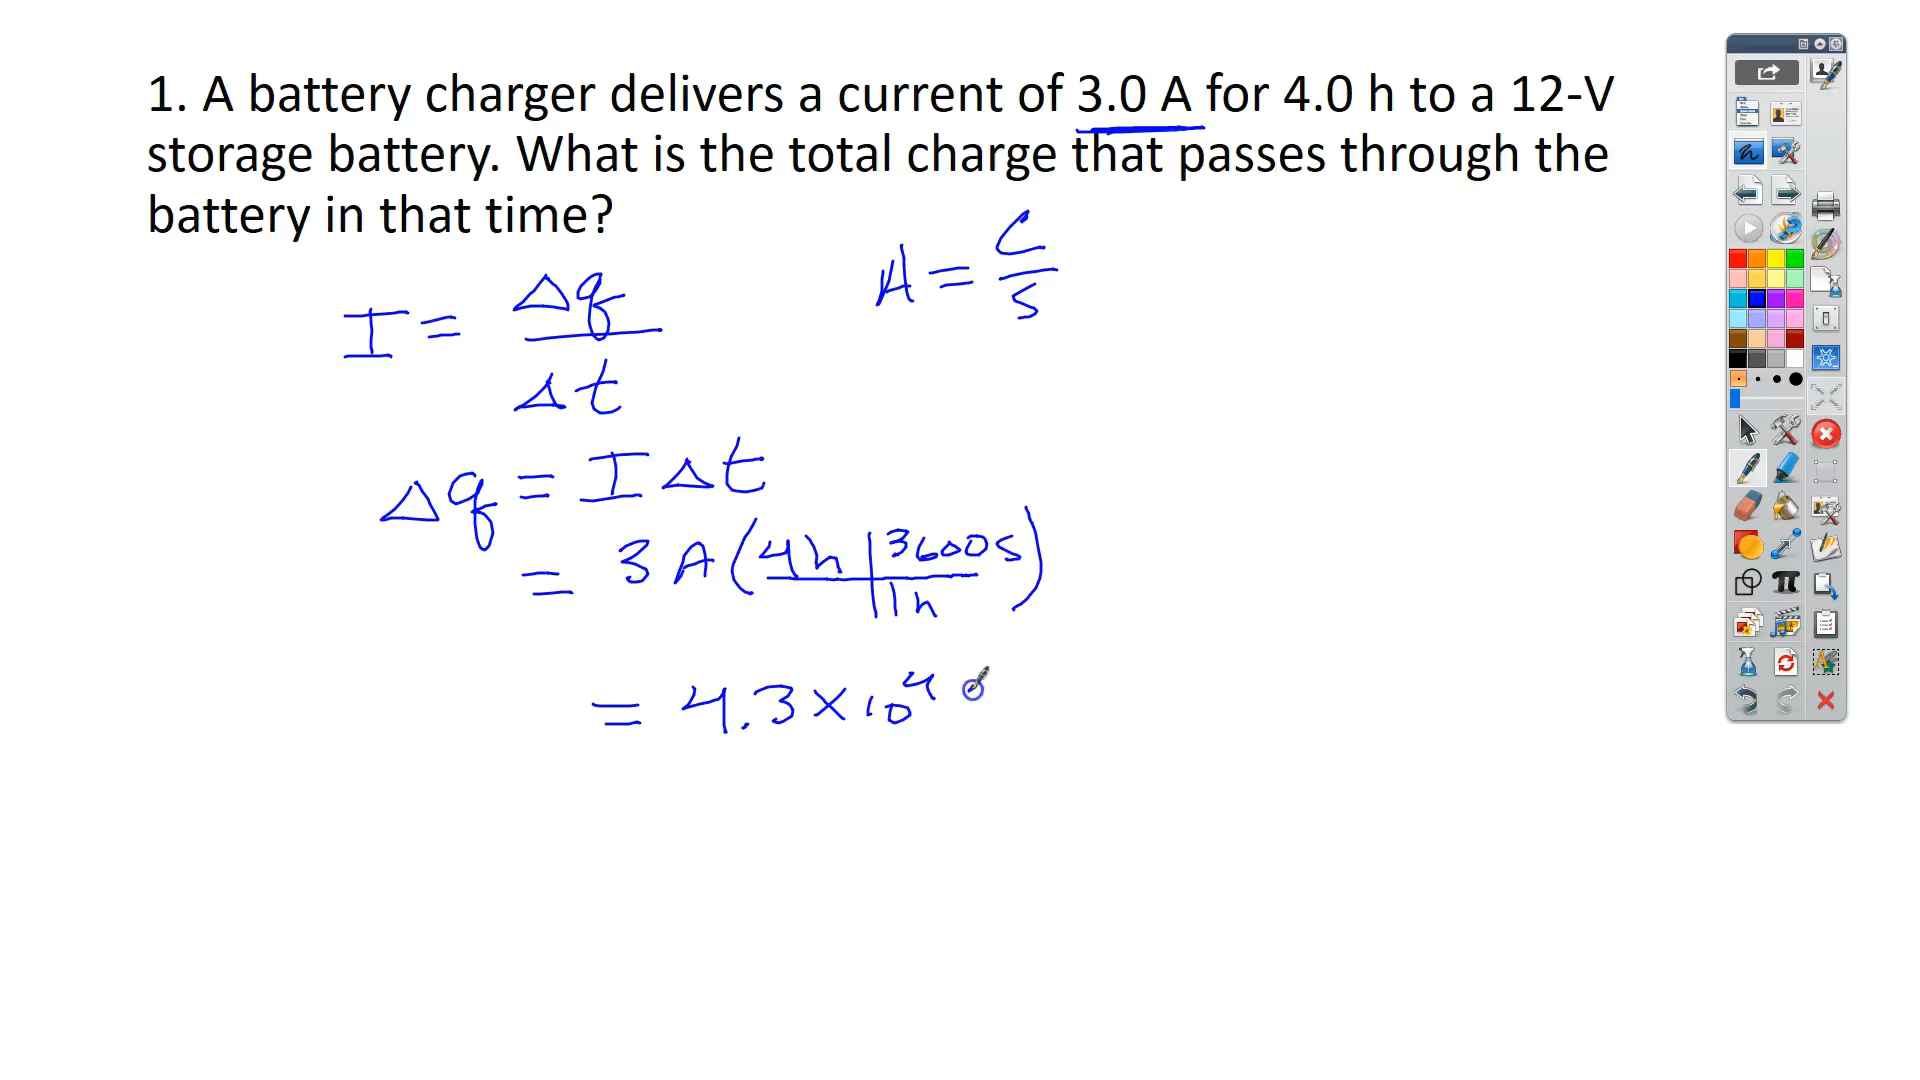 1. A battery charger delivers a current of 3.0 A for 4.0 h to a 12-V
storage battery. What is the total charge that passes through the
battery in that time?
A = C/s
I = Δq/Δt
Δq = I Δt
= 3 A (4h | 3600s / 1h)
= 4.3 × 10⁴